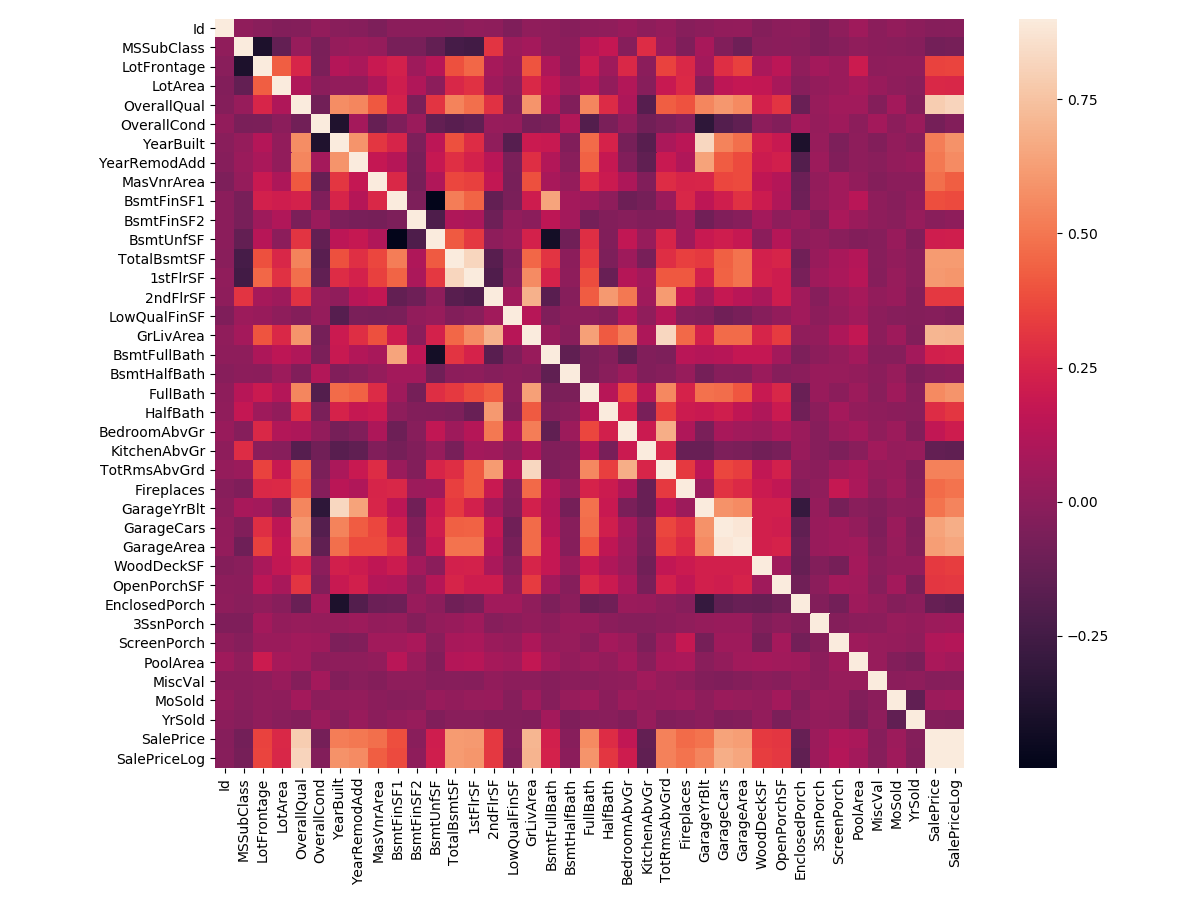 Id
MSSubClass
LotFrontage
LotArea
OverallQual
OverallCond
YearBuilt
YearRemodAdd
MasVnrArea
BsmtFinSF1
BsmtFinSF2
BsmtUnfSF
TotalBsmtSF
1stFlrSF
2ndFlrSF
LowQualFinSF
GrLivArea
BsmtFullBath
BsmtHalfBath
FullBath
HalfBath
BedroomAbvGr
KitchenAbvGr
TotRmsAbvGrd
Fireplaces
GarageYrBlt
GarageCars
GarageArea
WoodDeckSF
OpenPorchSF
EnclosedPorch
3SsnPorch
ScreenPorch
PoolArea
MiscVal
MoSold
YrSold
SalePrice
SalePriceLog
Id
MSSubClass
LotFrontage
LotArea
OverallQual
OverallCond
YearBuilt
YearRemodAdd
MasVnrArea
BsmtFinSF1
BsmtFinSF2
BsmtUnfSF
TotalBsmtSF
1stFlrSF
2ndFlrSF
LowQualFinSF
GrLivArea
BsmtFullBath
BsmtHalfBath
FullBath
HalfBath
BedroomAbvGr
KitchenAbvGr
TotRmsAbvGrd
Fireplaces
GarageYrBlt
GarageCars
GarageArea
WoodDeckSF
OpenPorchSF
EnclosedPorch
3SsnPorch
ScreenPorch
PoolArea
MiscVal
MoSold
YrSold
SalePrice
SalePriceLog
0.75
0.50
0.25
0.00
−0.25